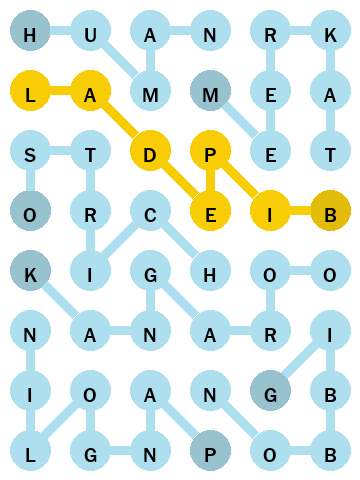 H U A N R K
L A M M E A
S T D P E T
O R C E I B
K I G H O O
N A N A R I
I O A N G B
L G N P O B